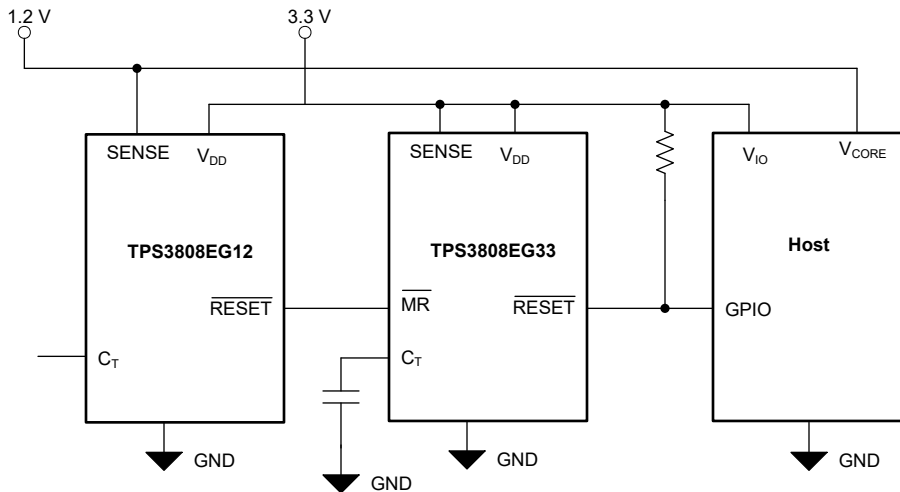 1.2 V
3.3 V
SENSE
V_DD
TPS3808EG12
RESET
C_T
GND
SENSE
V_DD
TPS3808EG33
MR
RESET
C_T
GND
GND
V_IO
V_CORE
Host
GPIO
GND